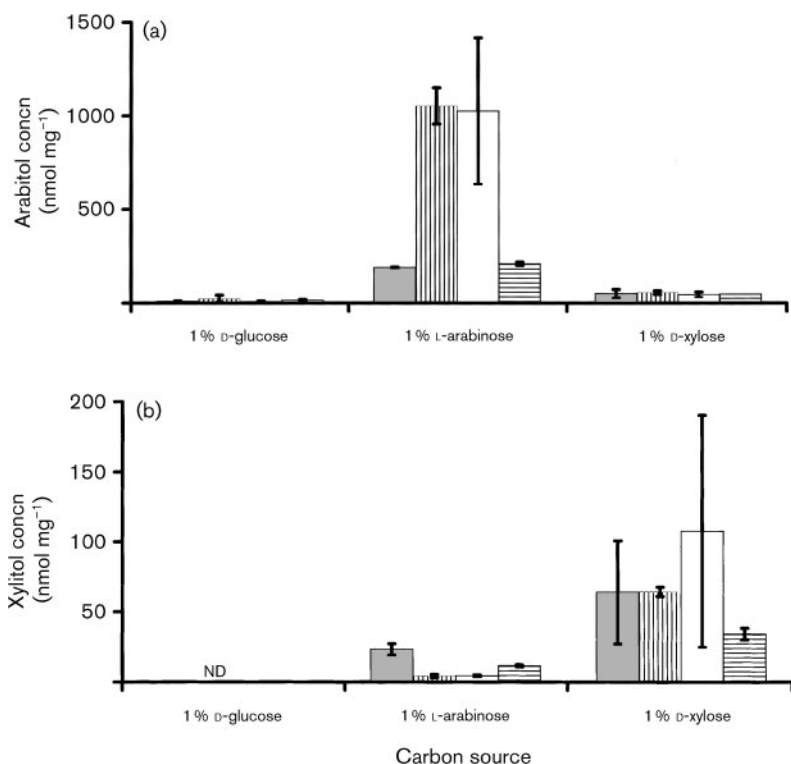 (a)
1500
1000
500
Arabitol concn
(nmol mg⁻¹)
1 % D-glucose
1 % L-arabinose
1 % D-xylose
(b)
200
150
100
50
Xylitol concn
(nmol mg⁻¹)
ND
1 % D-glucose
1 % L-arabinose
1 % D-xylose
Carbon source